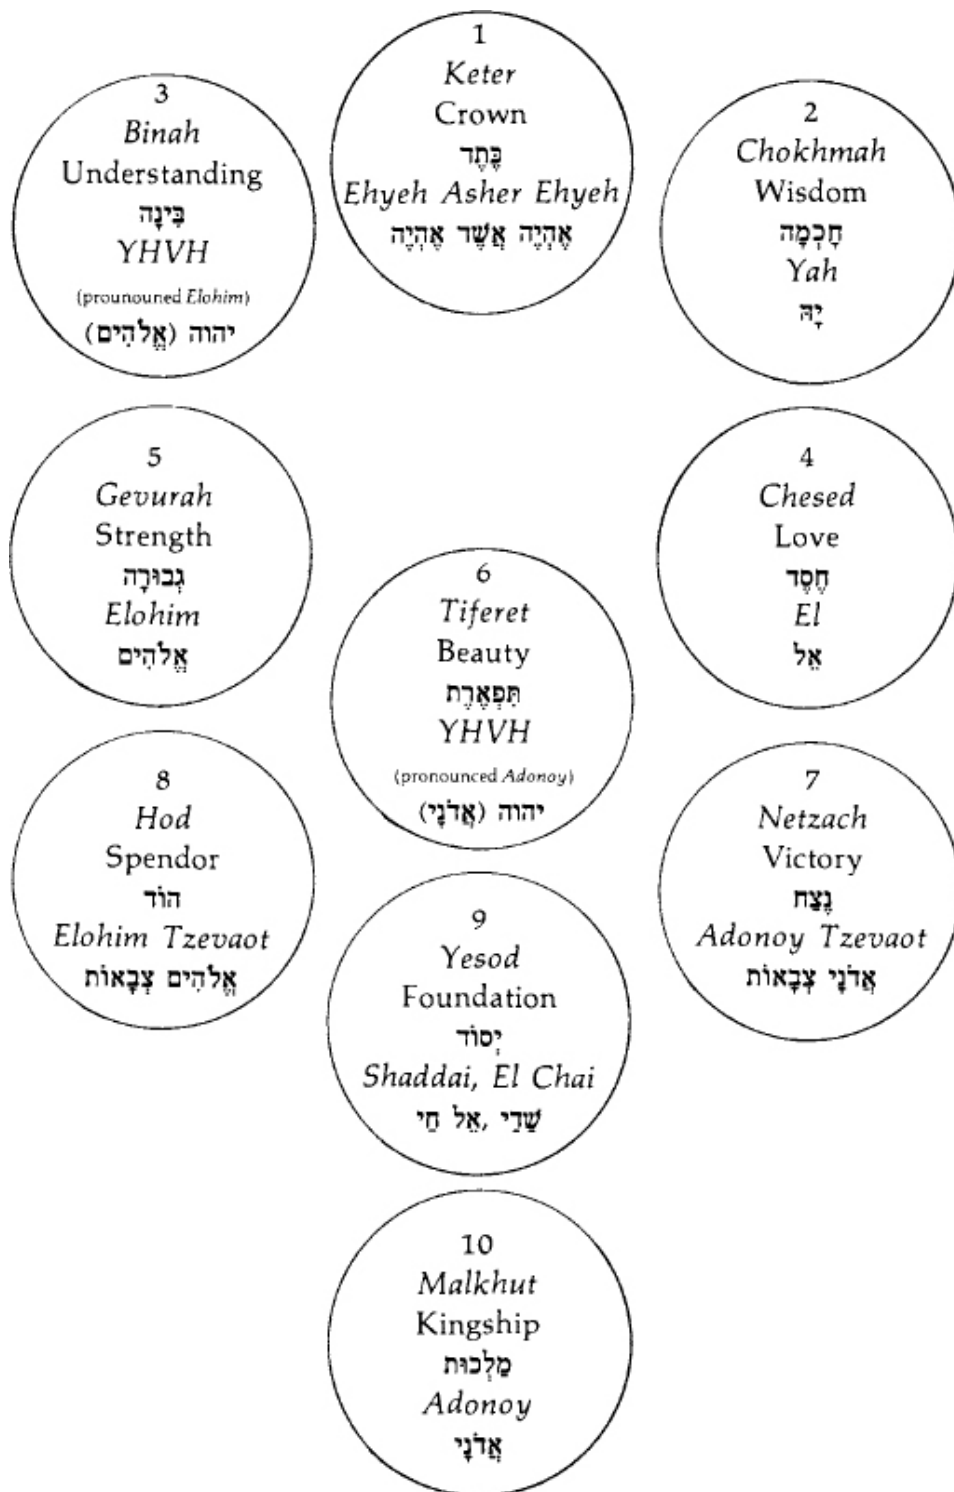 1
Keter
Crown
כֶּתֶד
Ehyeh Asher Ehyeh
אֶהְיֶה אֲשֶׁד אֶהְיֶה
2
Chokhmah
Wisdom
חָכְמָה
Yah
יָהּ
3
Binah
Understanding
בִּינָה
YHVH
(prounouned Elohim)
יהוה (אֱלֹהִים)
4
Chesed
Love
חֶסֶד
El
אֵל
5
Gevurah
Strength
גְבוּרָה
Elohim
אֱלֹהִים
6
Tiferet
Beauty
תִּפְאֶרֶת
YHVH
(pronounced Adonoy)
יהוה (אֲדֹנָי)
7
Netzach
Victory
נֶצַח
Adonoy Tzevaot
אֲדֹנָי צְבָאוֹת
8
Hod
Spendor
הוֹד
Elohim Tzevaot
אֱלֹהִים צְבָאוֹת
9
Yesod
Foundation
יְסוֹד
Shaddai, El Chai
שַׁדַּי, אֵל חַי
10
Malkhut
Kingship
מַלְכוּת
Adonoy
אֲדֹנָי